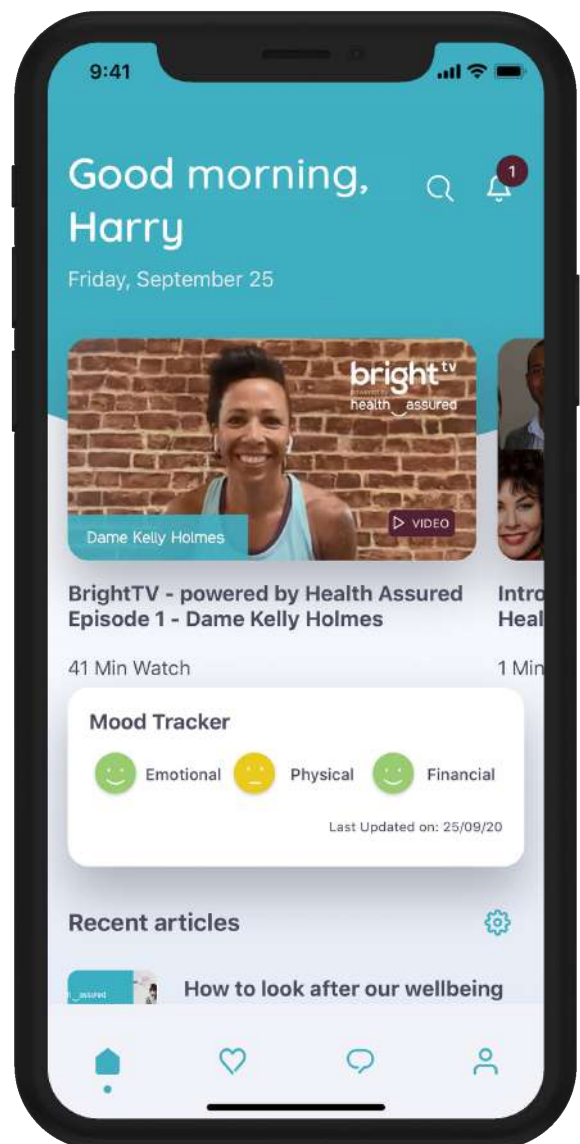 9:41
Good morning,
Harry
1
Friday, September 25
bright tv
health assured
Dame Kelly Holmes
VIDEO
BrightTV - powered by Health Assured
Episode 1 - Dame Kelly Holmes
41 Min Watch
Intro
Heal
1 Min
Mood Tracker
Emotional
Physical
Financial
Last Updated on: 25/09/20
Recent articles
assured
How to look after our wellbeing